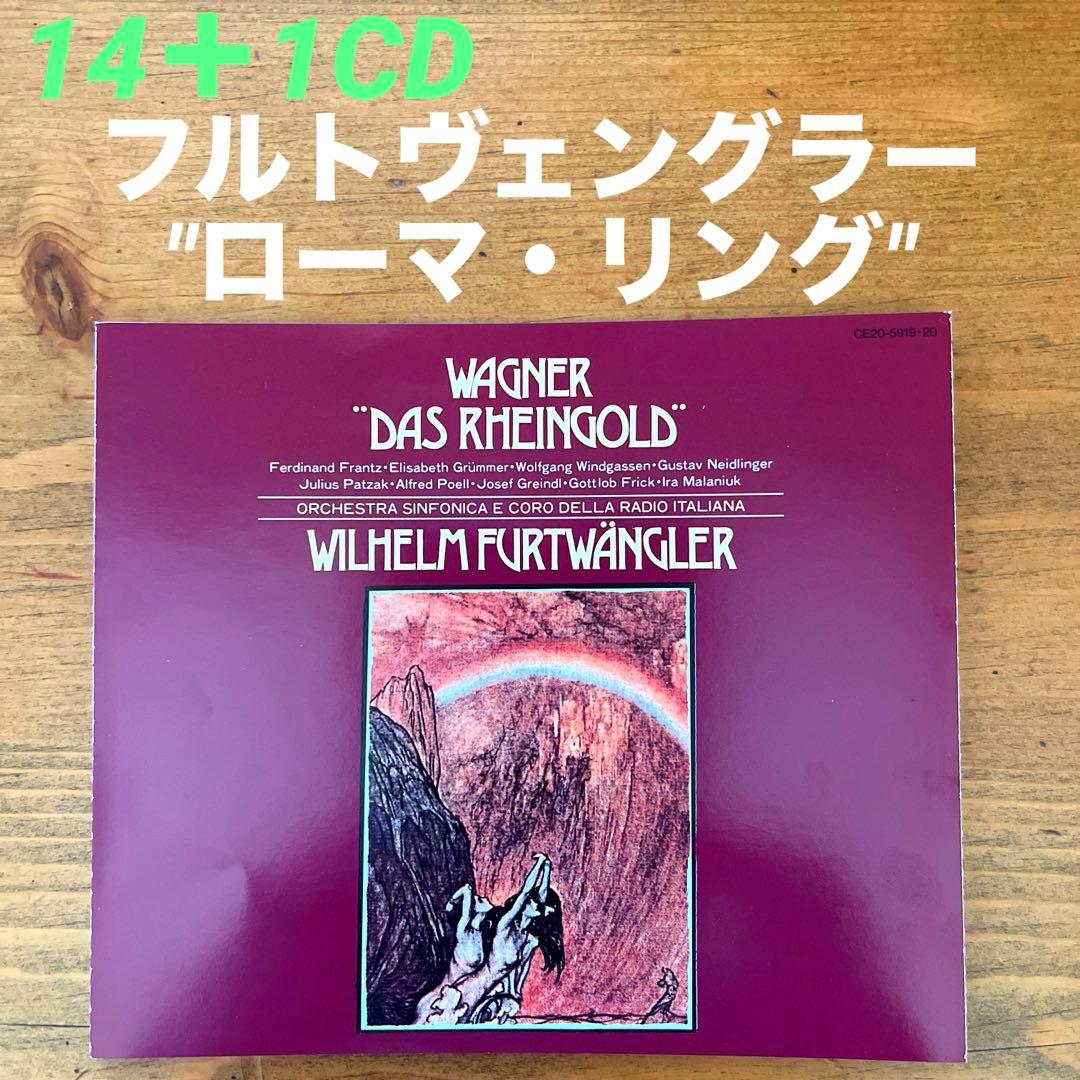 14＋1CD
フルトヴェングラー
"ローマ・リング"
CE20-5919・20
WAGNER
¨DAS RHEINGOLD¨
Ferdinand Frantz・Elisabeth Grümmer・Wolfgang Windgassen・Gustav Neidlinger
Julius Patzak・Alfred Poell・Josef Greindl・Gottlob Frick・Ira Malaniuk
ORCHESTRA SINFONICA E CORO DELLA RADIO ITALIANA
WILHELM FURTWÄNGLER